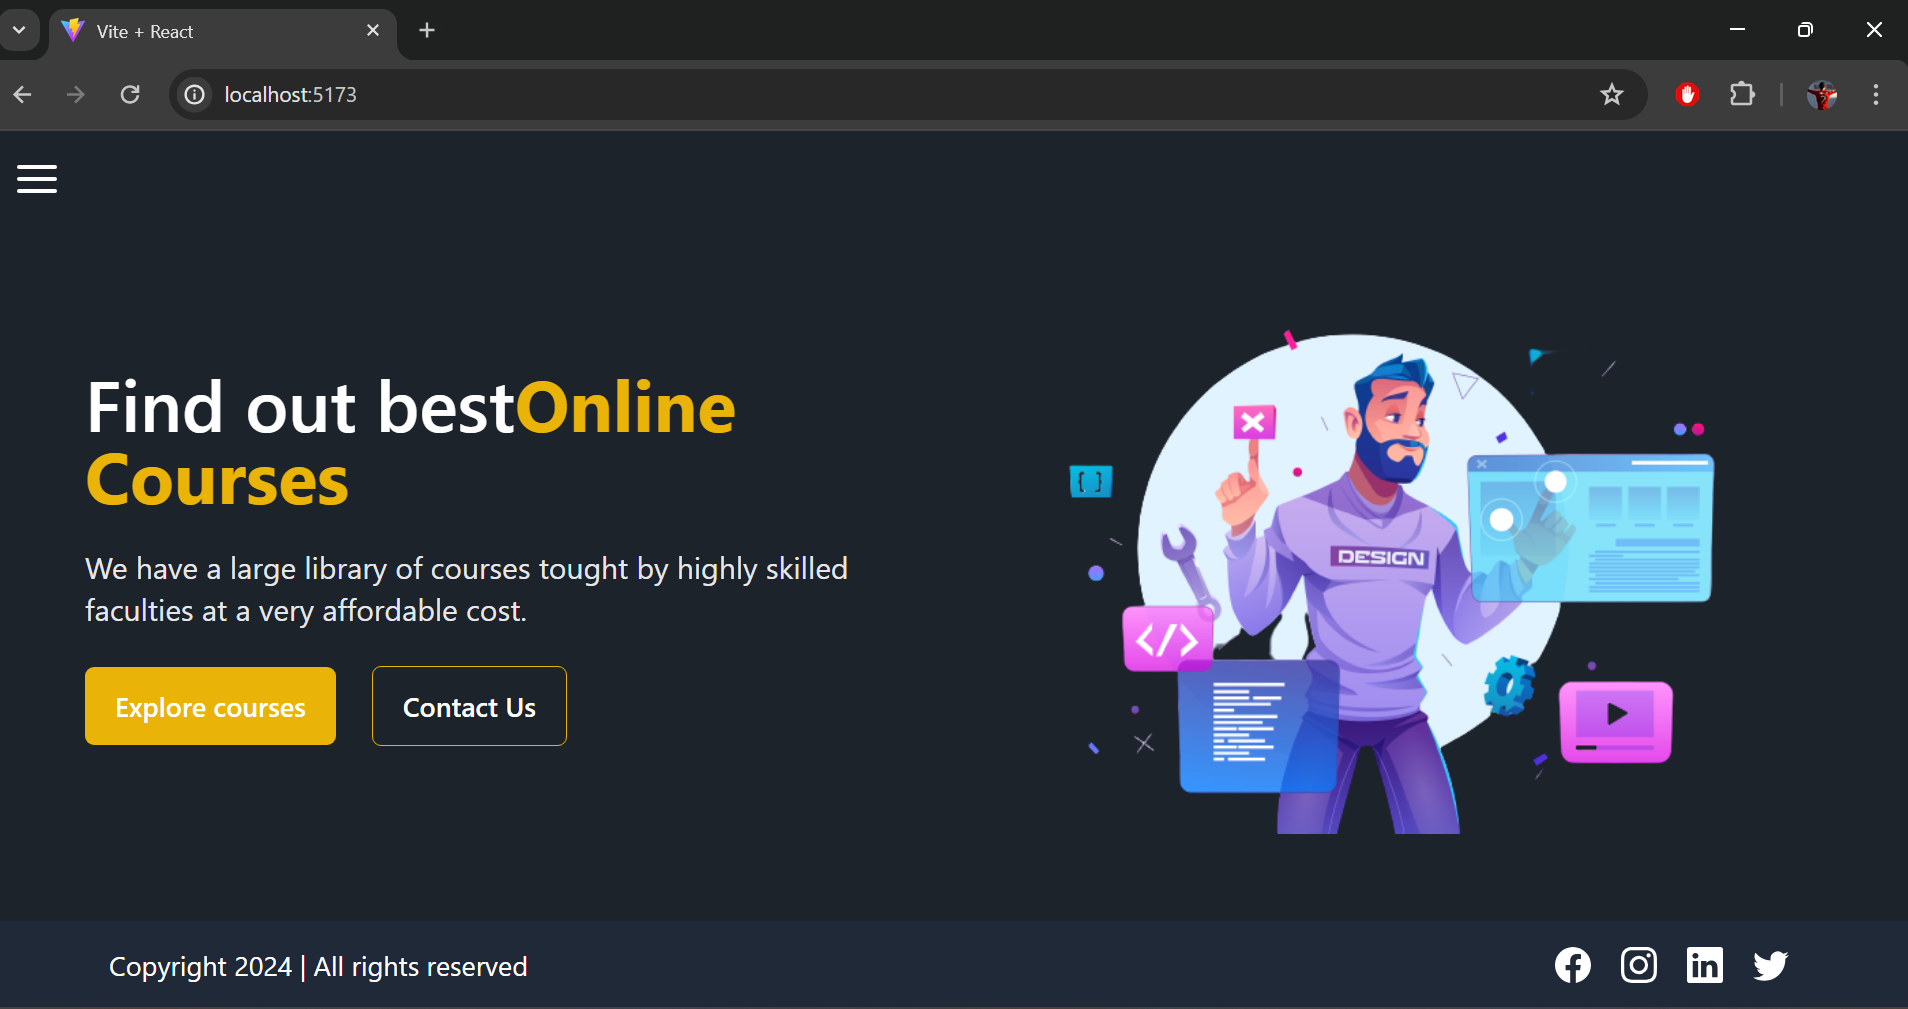 Vite + React
localhost:5173
Find out bestOnline
Courses
We have a large library of courses tought by highly skilled
faculties at a very affordable cost.
Explore courses
Contact Us
{ }
DESIGN
</>
Copyright 2024 | All rights reserved